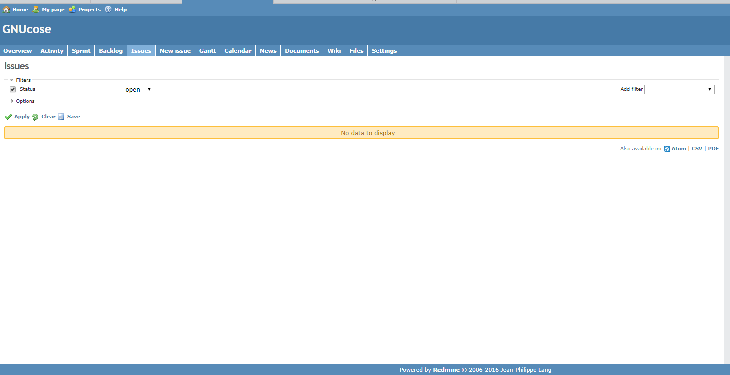 Home My page Projects Help
GNUcose
Overview Activity Sprint Backlog Issues New issue Gantt Calendar News Documents Wiki Files Settings
Issues
Filters
Status open Add filter
Options
Apply Clear Save
No data to display
Also available in: Atom | CSV | PDF
Powered by Redmine © 2006-2016 Jean-Philippe Lang